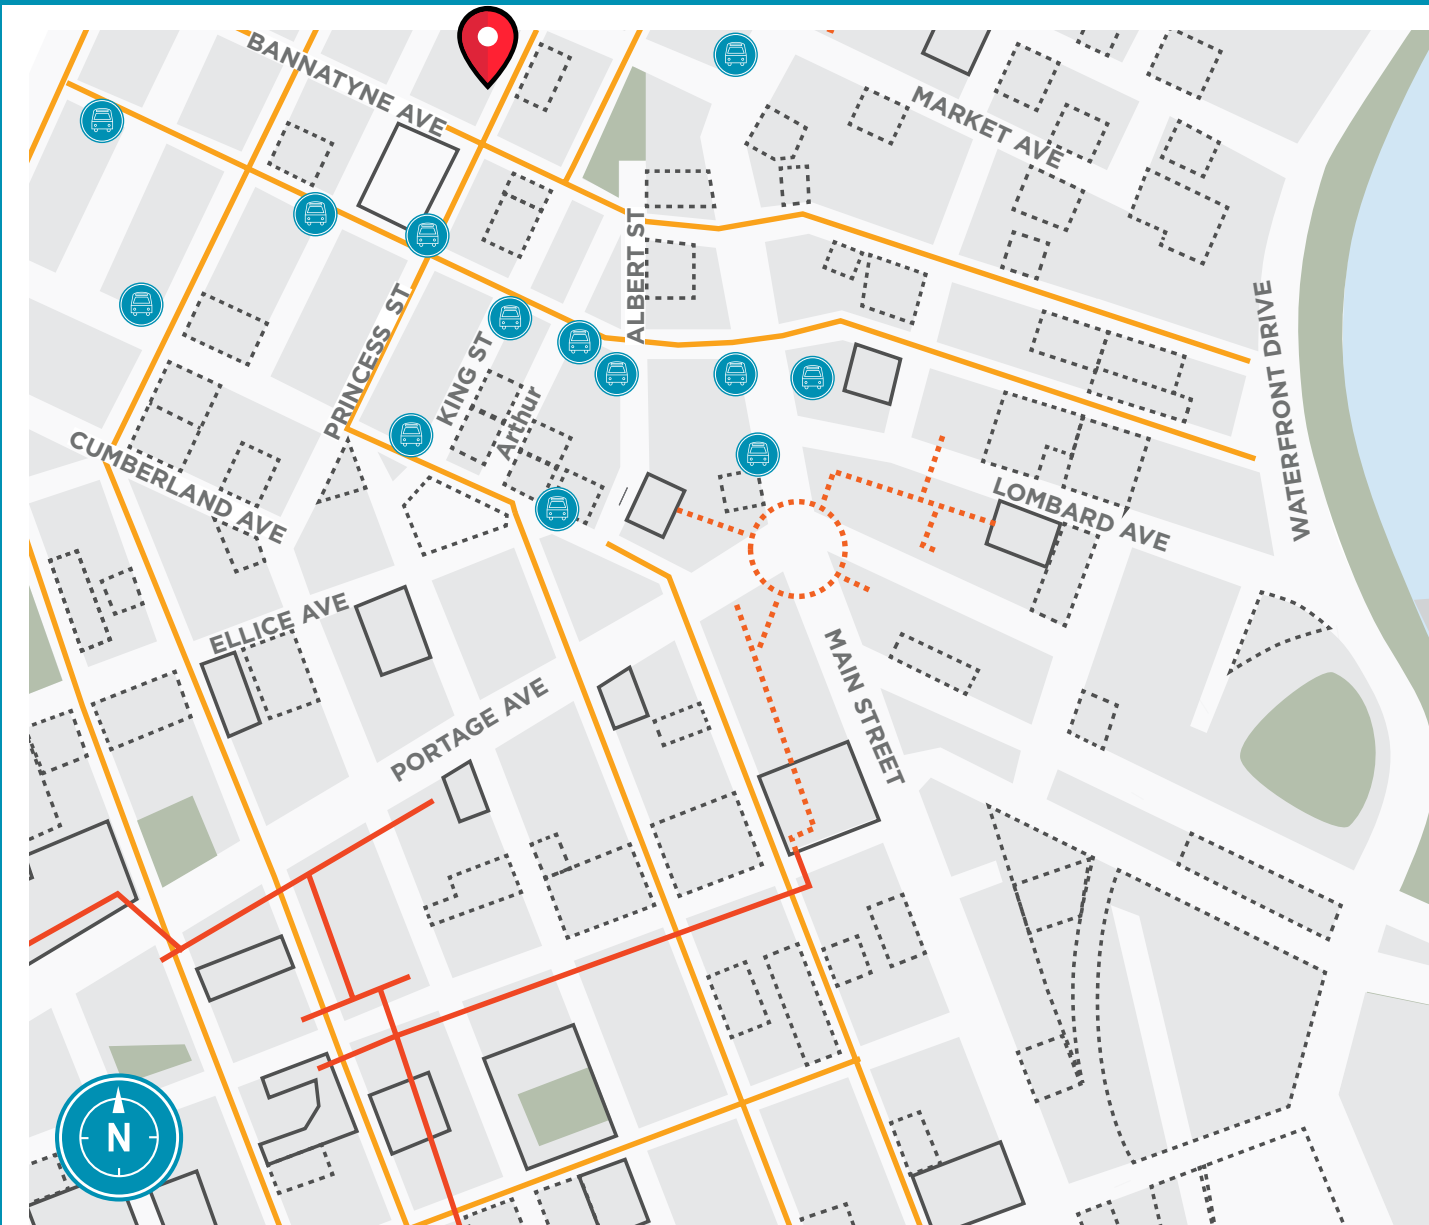 BANNATYNE AVE
MARKET AVE
ALBERT ST
PRINCESS ST
KING ST
Arthur
WATERFRONT DRIVE
CUMBERLAND AVE
LOMBARD AVE
ELLICE AVE
PORTAGE AVE
MAIN STREET
N